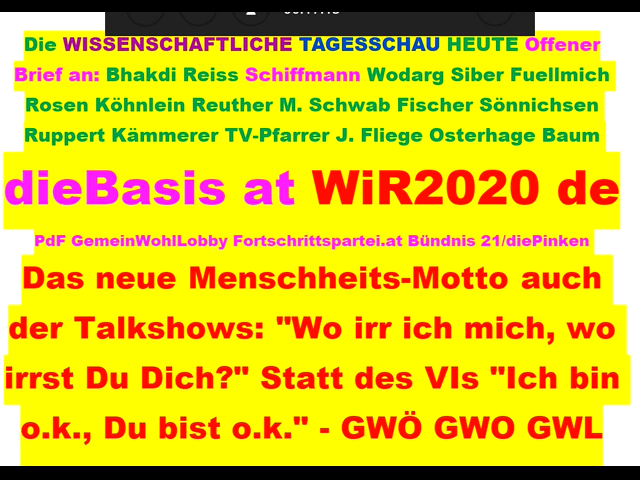 Die WISSENSCHAFTLICHE TAGESSCHAU HEUTE Offener
Brief an: Bhakdi Reiss Schiffmann Wodarg Siber Fuellmich
Rosen Köhnlein Reuther M. Schwab Fischer Sönnichsen
Ruppert Kämmerer TV-Pfarrer J. Fliege Osterhage Baum
dieBasis at WiR2020 de
PdF GemeinWohlLobby Fortschrittspartei.at Bündnis 21/diePinken
Das neue Menschheits-Motto auch
der Talkshows: "Wo irr ich mich, wo
irrst Du Dich?" Statt des VIs "Ich bin
o.k., Du bist o.k." - GWÖ GWO GWL